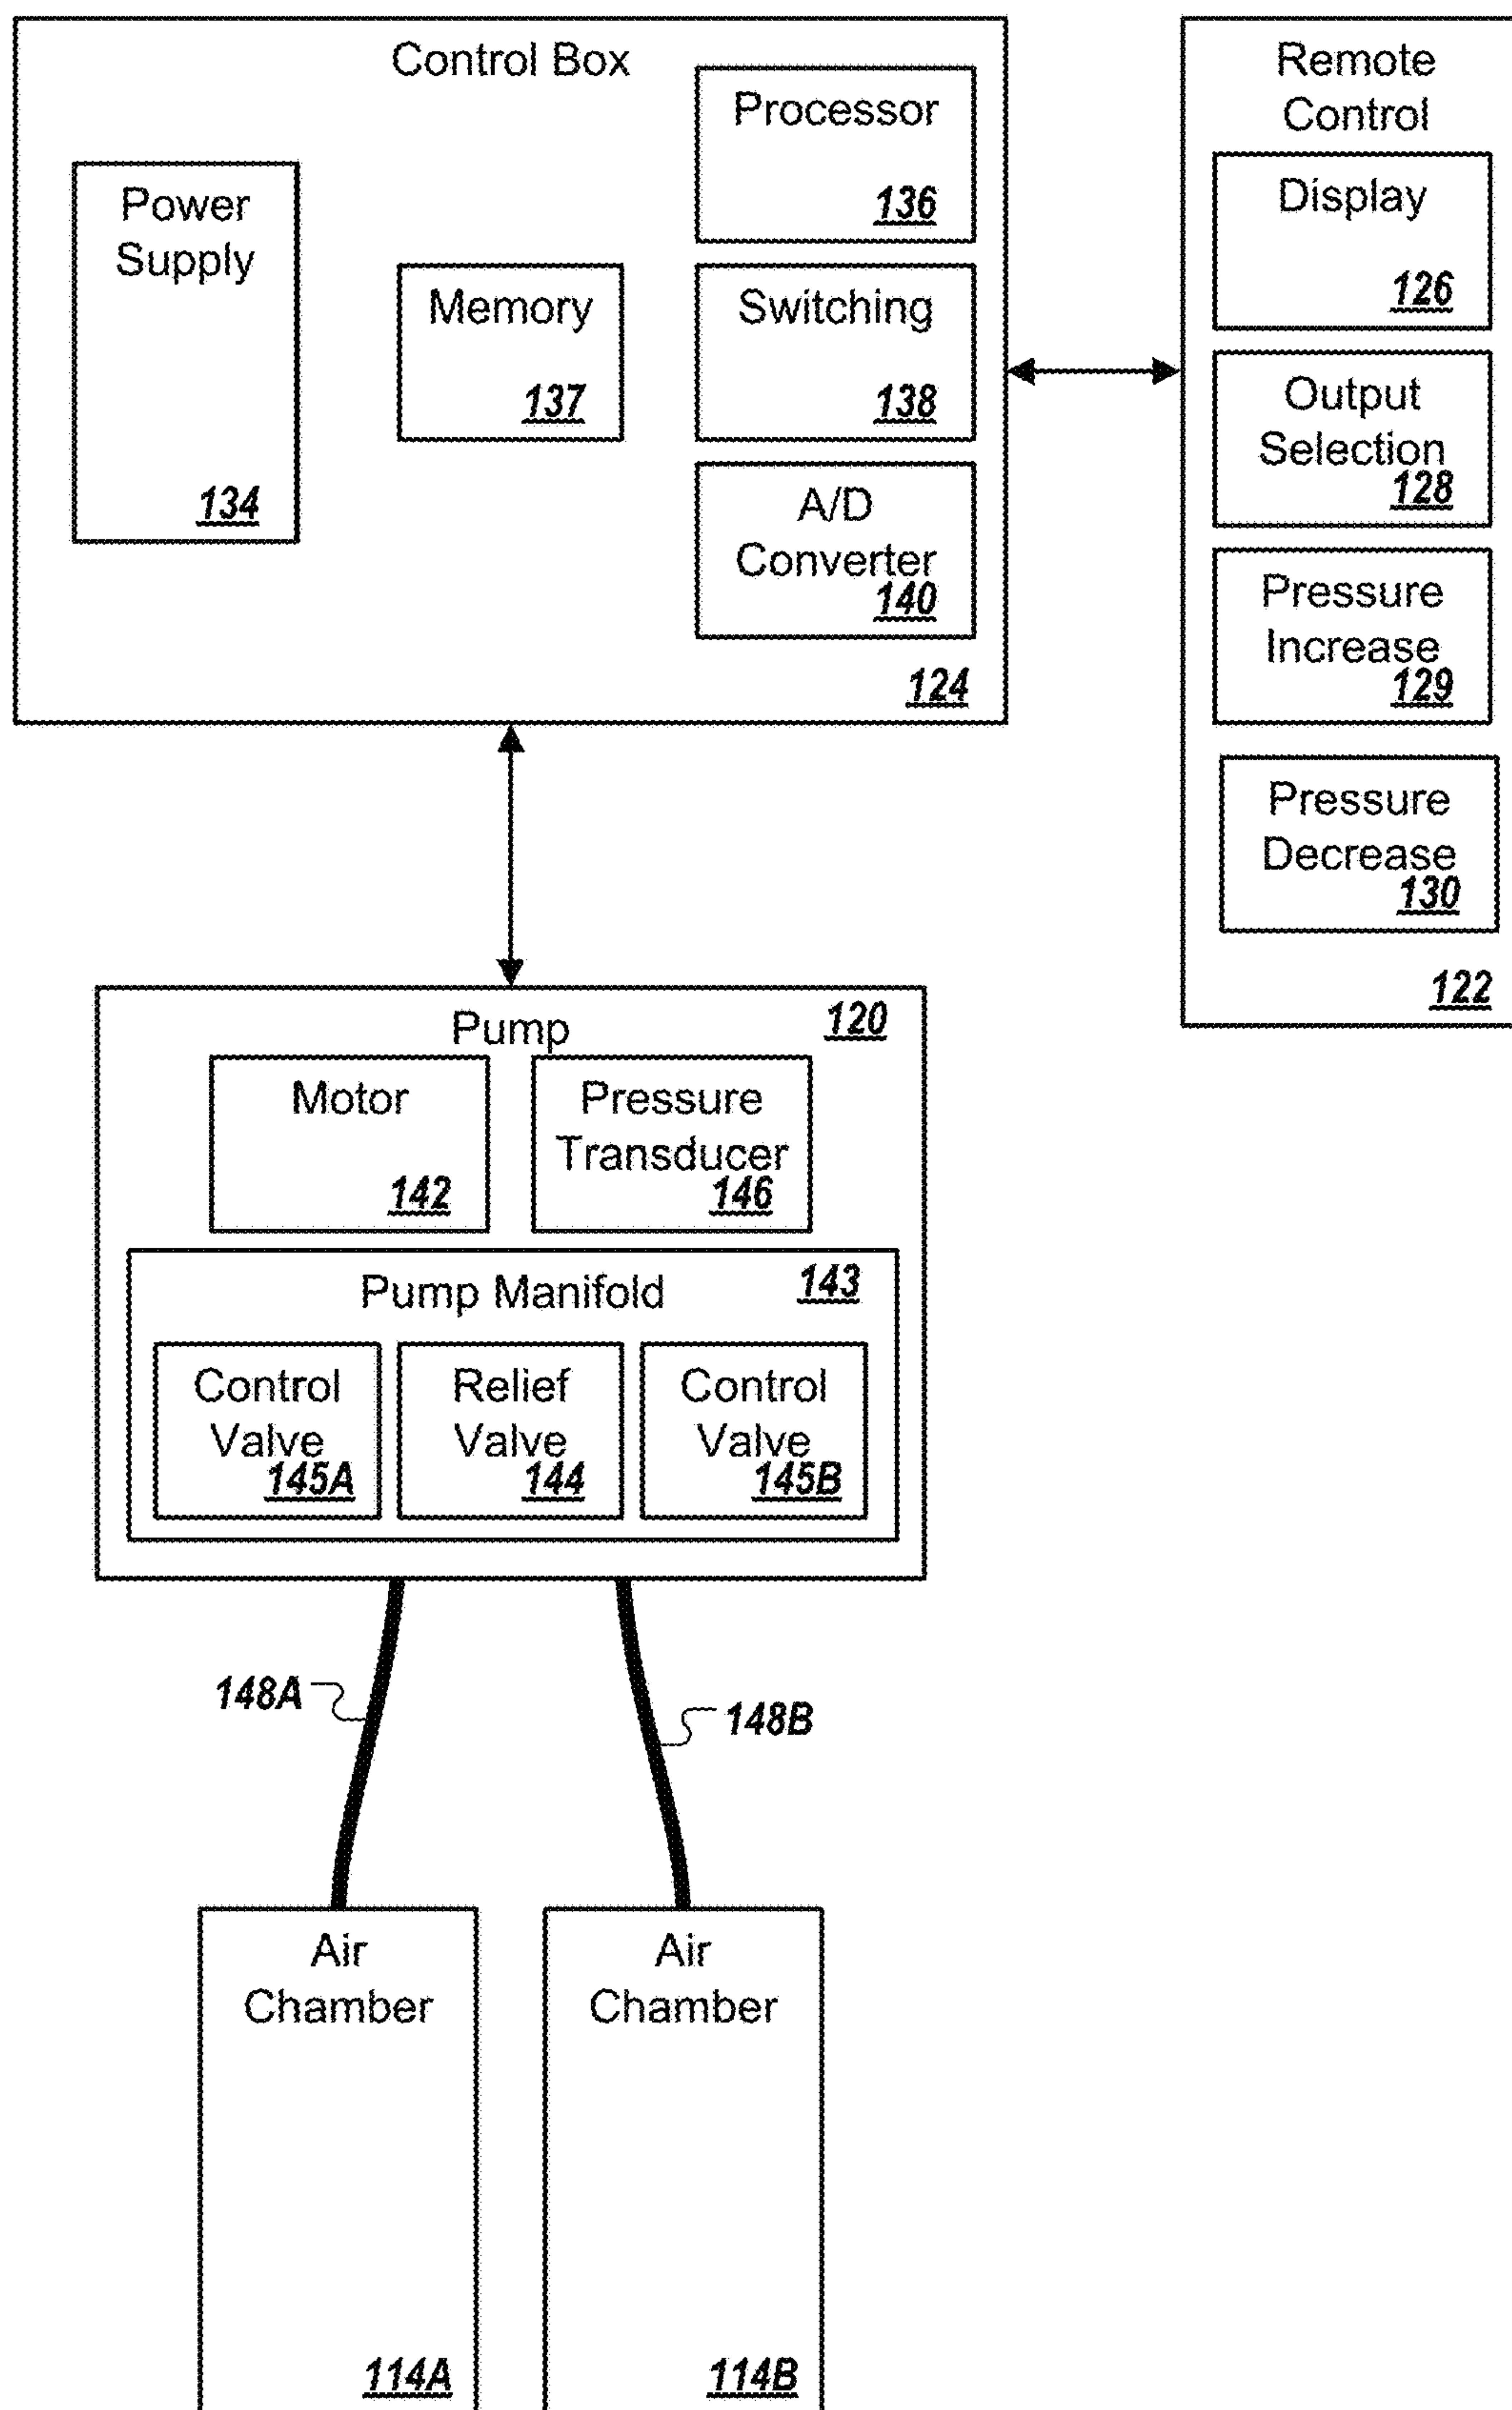 Control Box
Power
Supply
134
Memory
137
Processor
136
Switching
138
A/D
Converter
140
124
Remote
Control
Display
126
Output
Selection
128
Pressure
Increase
129
Pressure
Decrease
130
122
Pump
120
Motor
142
Pressure
Transducer
146
Pump Manifold
143
Control
Valve
145A
Relief
Valve
144
Control
Valve
145B
148A
148B
Air
Chamber
114A
Air
Chamber
114B